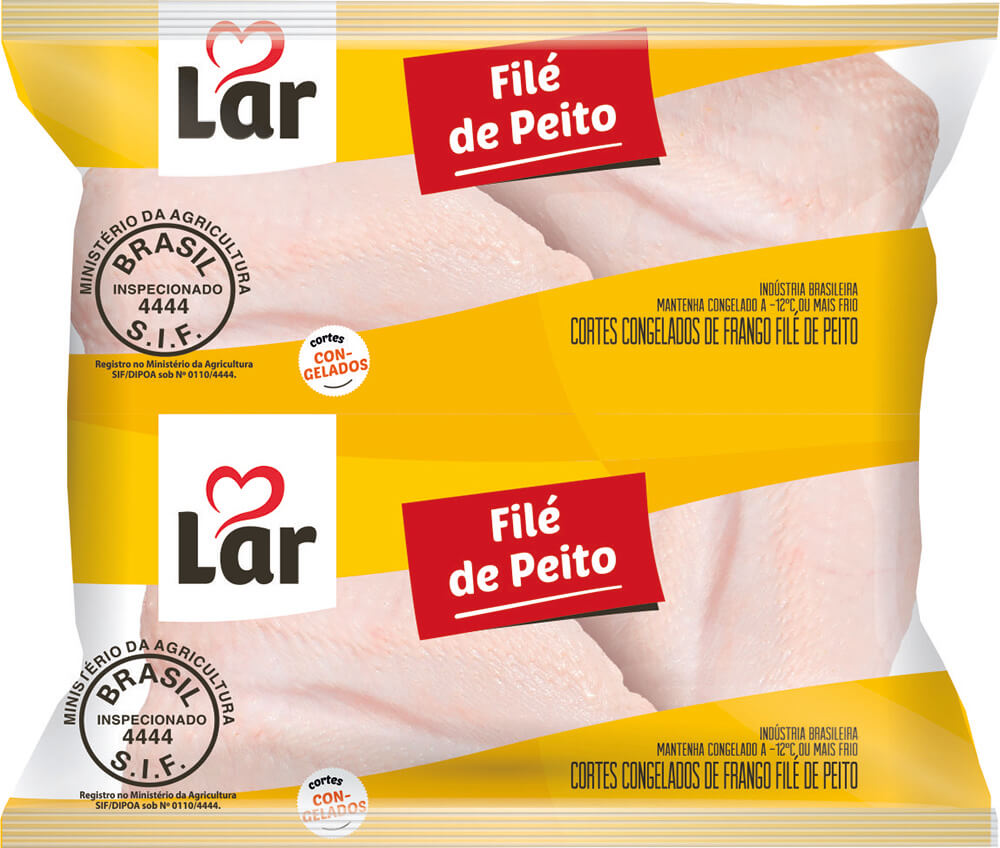 Lar
Filé
de Peito
MINISTÉRIO DA AGRICULTURA
BRASIL
INSPECIONADO
4444
S.I.F.
Registro no Ministério da Agricultura
SIF/DIPOA sob Nº 0110/4444.
cortes
CON-
GELADOS
INDÚSTRIA BRASILEIRA
MANTENHA CONGELADO A -12°C OU MAIS FRIO
CORTES CONGELADOS DE FRANGO FILÉ DE PEITO
Lar
Filé
de Peito
MINISTÉRIO DA AGRICULTURA
BRASIL
INSPECIONADO
4444
S.I.F.
Registro no Ministério da Agricultura
SIF/DIPOA sob Nº 0110/4444.
cortes
CON-
GELADOS
INDÚSTRIA BRASILEIRA
MANTENHA CONGELADO A -12°C OU MAIS FRIO
CORTES CONGELADOS DE FRANGO FILÉ DE PEITO